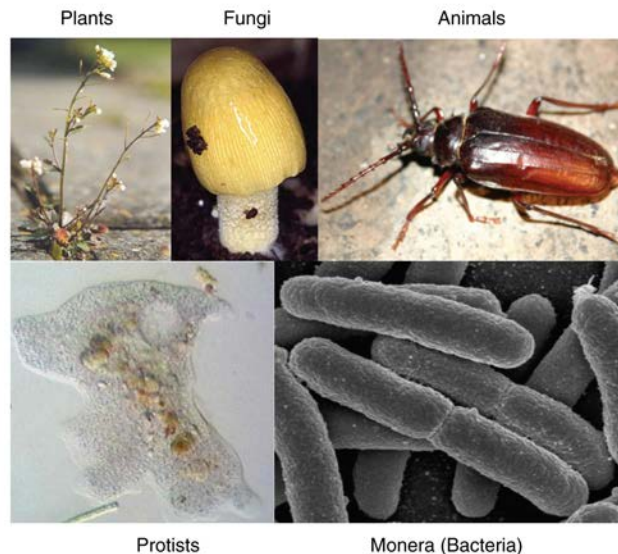 Plants
Fungi
Animals
Protists
Monera (Bacteria)